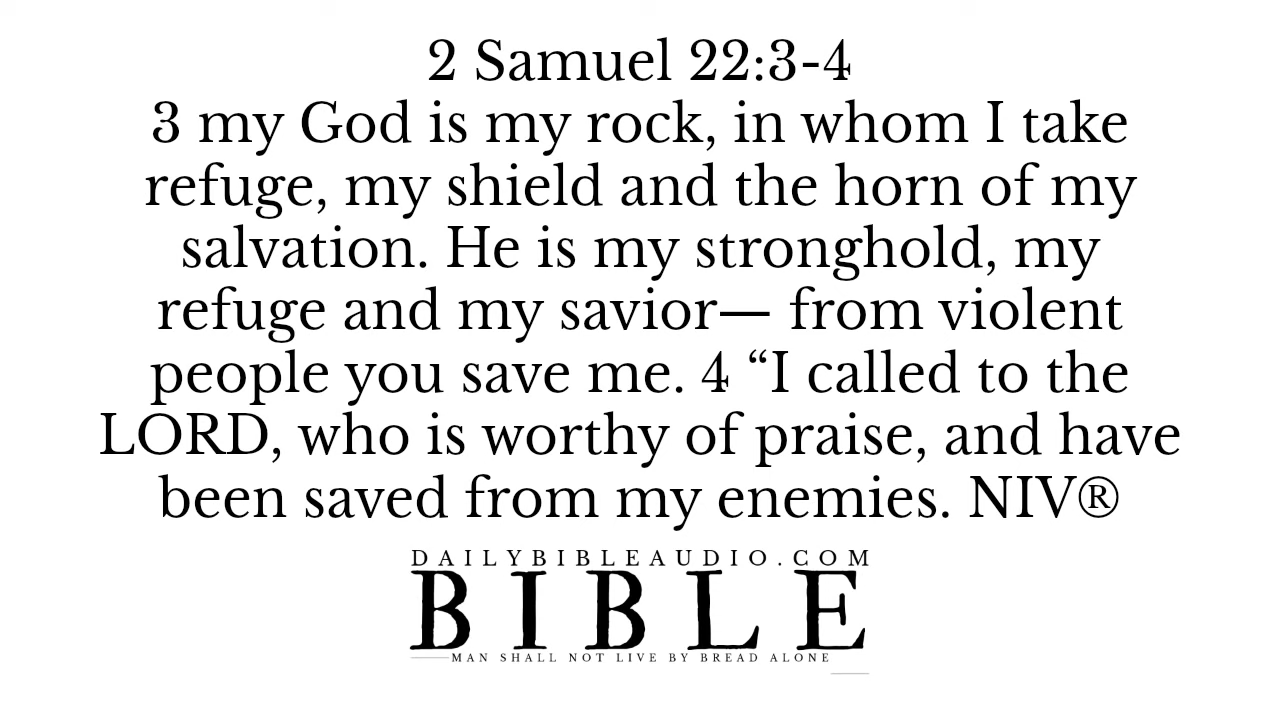 2 Samuel 22:3-4
3 my God is my rock, in whom I take
refuge, my shield and the horn of my
salvation. He is my stronghold, my
refuge and my savior— from violent
people you save me. 4 “I called to the
LORD, who is worthy of praise, and have
been saved from my enemies. NIV®
DAILYBIBLEAUDIO.COM
BIBLE
MAN SHALL NOT LIVE BY BREAD ALONE